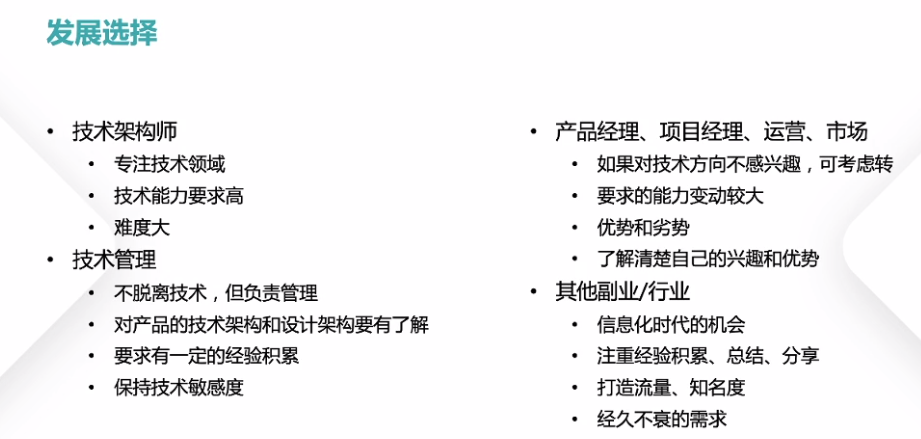 发展选择
• 技术架构师
• 专注技术领域
• 技术能力要求高
• 难度大
• 技术管理
• 不脱离技术，但负责管理
• 对产品的技术架构和设计架构要有了解
• 要求有一定的经验积累
• 保持技术敏感度
• 产品经理、项目经理、运营、市场
• 如果对技术方向不感兴趣，可考虑转
• 要求的能力变动较大
• 优势和劣势
• 了解清楚自己的兴趣和优势
• 其他副业/行业
• 信息化时代的机会
• 注重经验积累、总结、分享
• 打造流量、知名度
• 经久不衰的需求